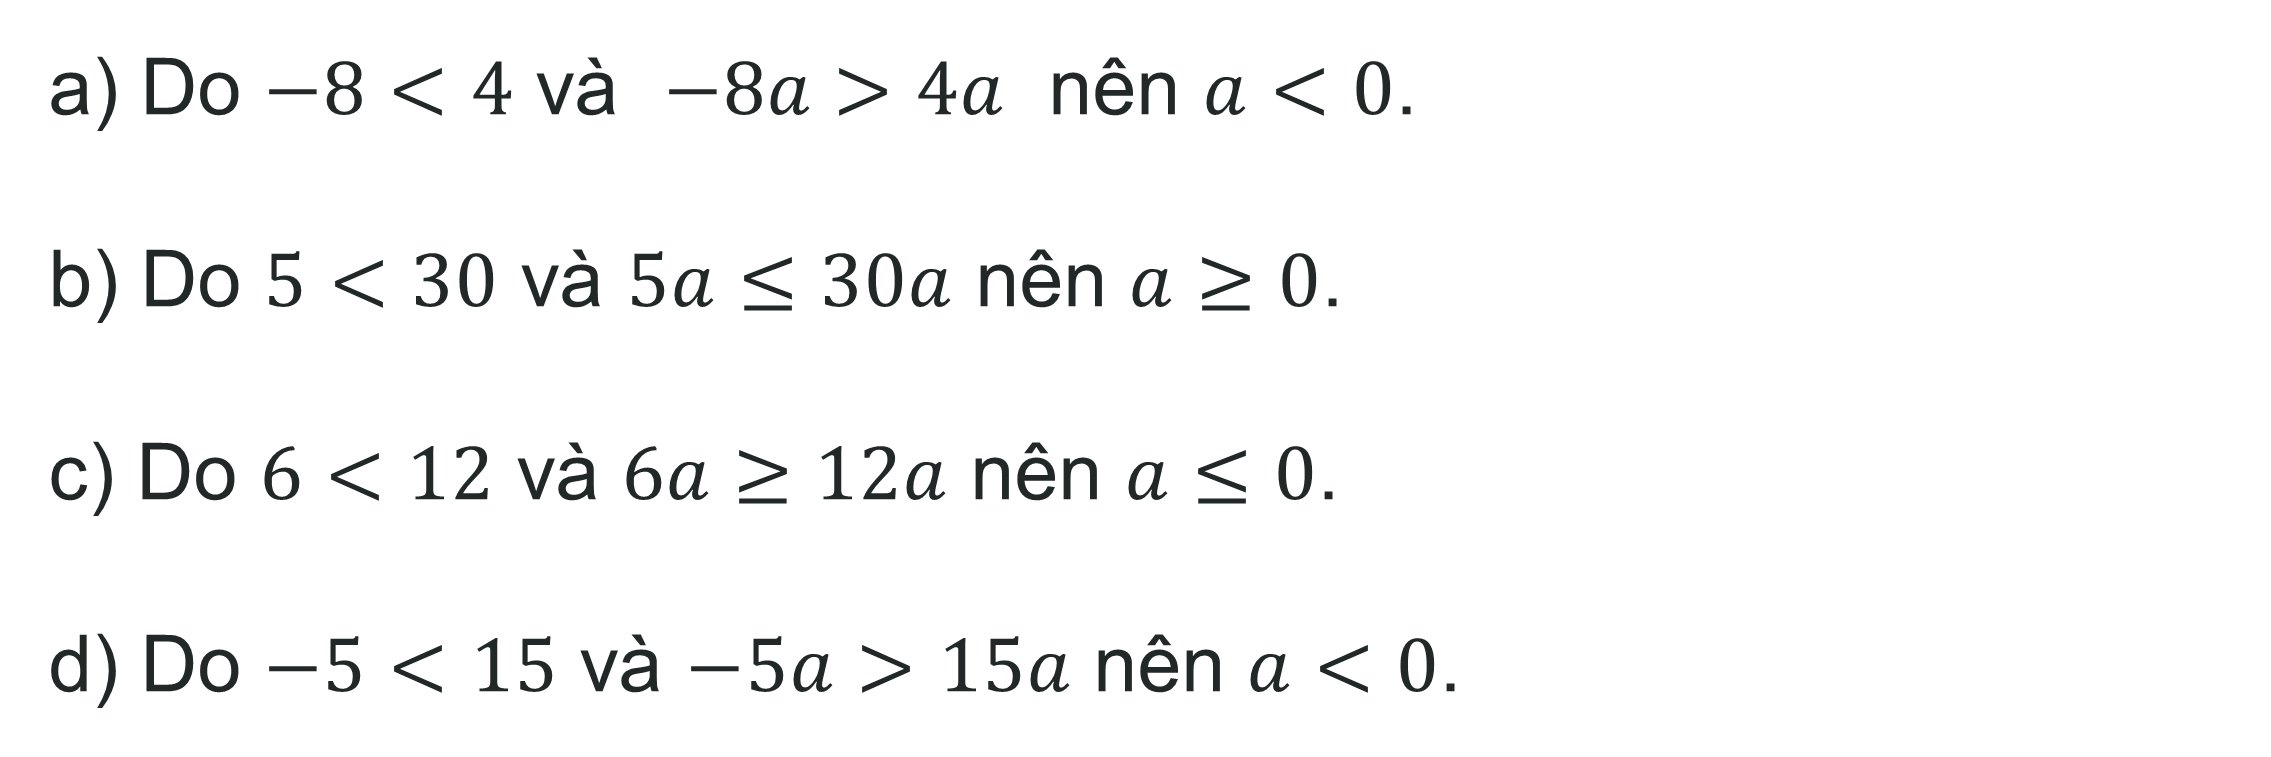 a) Do −8 < 4 và −8a > 4a nên a < 0.
b) Do 5 < 30 và 5a ≤ 30a nên a ≥ 0.
c) Do 6 < 12 và 6a ≥ 12a nên a ≤ 0.
d) Do −5 < 15 và −5a > 15a nên a < 0.